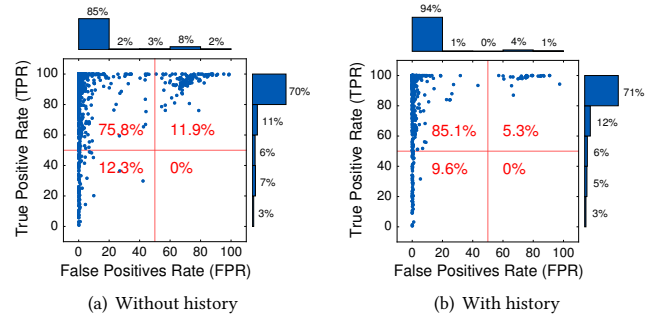 85%
2% 3% 8% 2%
True Positive Rate (TPR)
100
80
60
40
20
0
75.8% 11.9%
12.3% 0%
70%
11%
6%
7%
3%
0 20 40 60 80 100
False Positives Rate (FPR)
(a) Without history
94%
1% 0% 4% 1%
True Positive Rate (TPR)
100
80
60
40
20
0
85.1% 5.3%
9.6% 0%
71%
12%
6%
5%
3%
0 20 40 60 80 100
False Positives Rate (FPR)
(b) With history